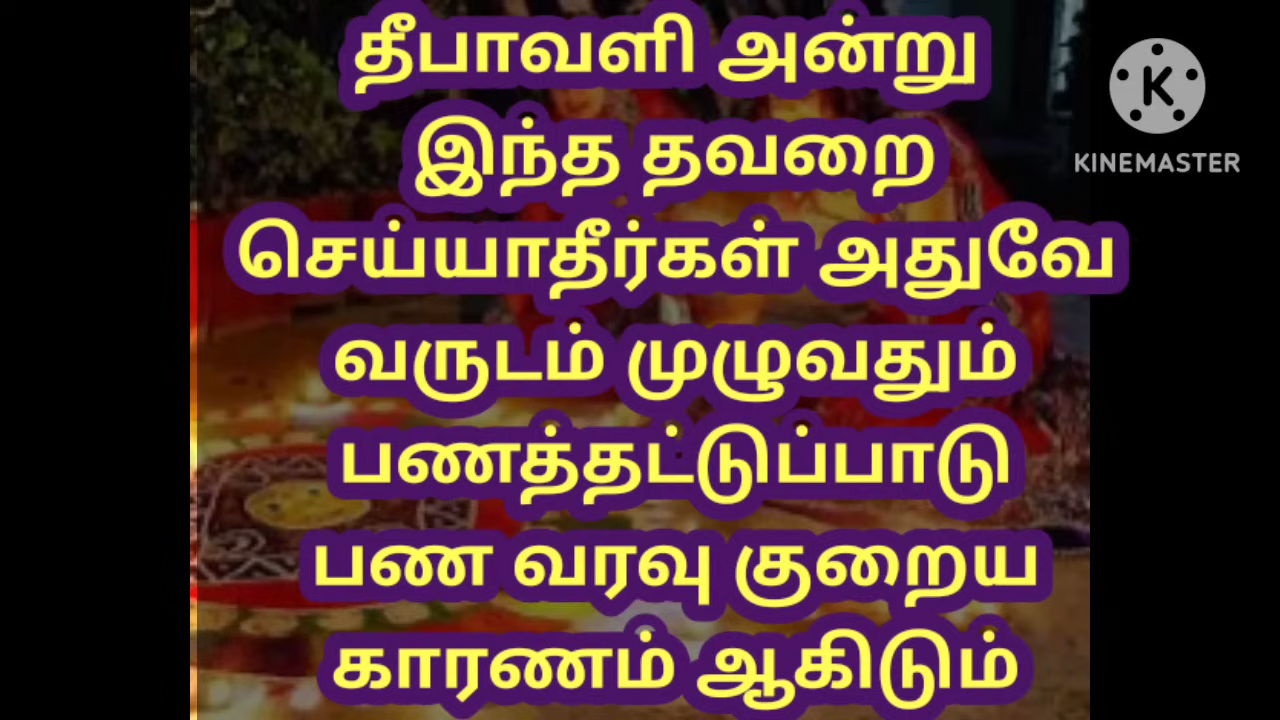 தீபாவளி அன்று
இந்த தவறை
செய்யாதீர்கள் அதுவே
வருடம் முழுவதும்
பணத்தட்டுப்பாடு
பண வரவு குறைய
காரணம் ஆகிடும்
K
KINEMASTER